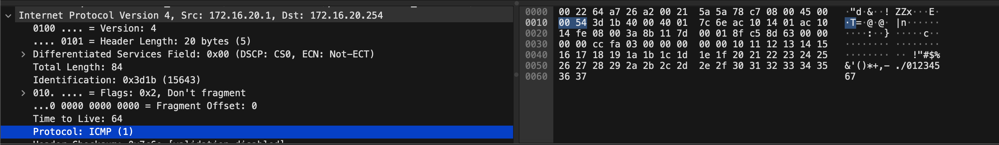 Internet Protocol Version 4, Src: 172.16.20.1, Dst: 172.16.20.254
0100 .... = Version: 4
.... 0101 = Header Length: 20 bytes (5)
Differentiated Services Field: 0x00 (DSCP: CS0, ECN: Not-ECT)
Total Length: 84
Identification: 0x3d1b (15643)
010. .... = Flags: 0x2, Don't fragment
...0 0000 0000 0000 = Fragment Offset: 0
Time to Live: 64
Protocol: ICMP (1)
Header Checksum: 0x7c6e [validation disabled]
0000 00 22 64 a7 26 a2 00 21 5a 5a 78 c7 08 00 45 00 ·"d·&··! ZZx···E·
0010 00 54 3d 1b 40 00 40 01 7c 6e ac 10 14 01 ac 10 ·T=·@·@· |n······
0020 14 fe 08 00 3a 8b 11 7d 00 01 8f c5 8d 63 00 00 ····:··} ·····c··
0030 00 00 cc fa 03 00 00 00 00 00 10 11 12 13 14 15 ········ ········
0040 16 17 18 19 1a 1b 1c 1d 1e 1f 20 21 22 23 24 25 ········ ·· !"#$%
0050 26 27 28 29 2a 2b 2c 2d 2e 2f 30 31 32 33 34 35 &'()*+,- ./012345
0060 36 37 67